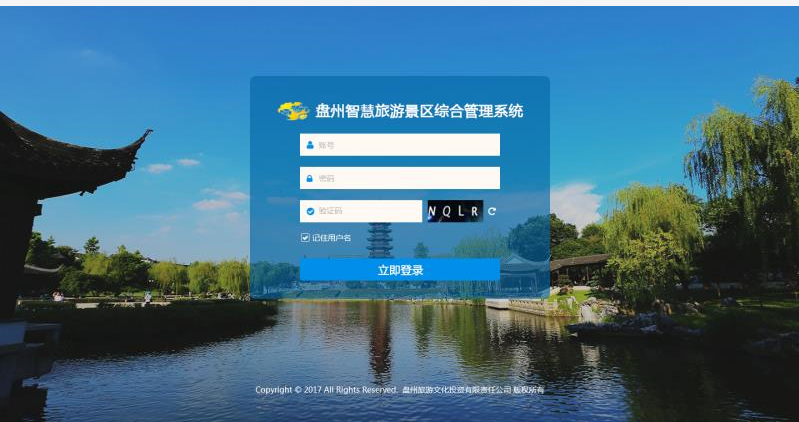 盘州智慧旅游景区综合管理系统
账号
密码
验证码
NQLR
记住用户名
立即登录
Copyright © 2017 All Rights Reserved. 盘州旅游文化投资有限责任公司 版权所有